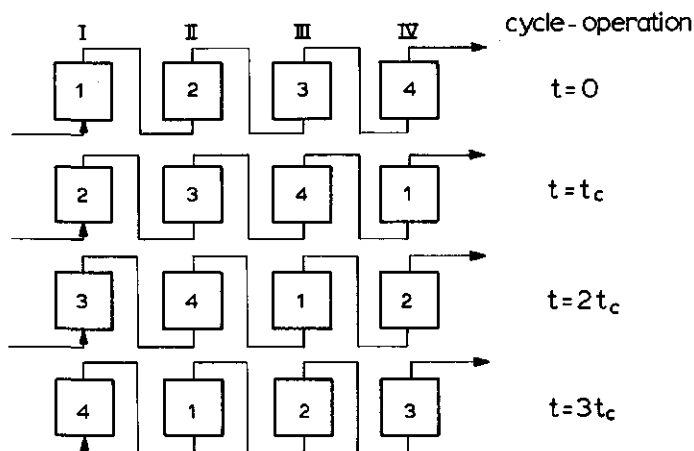 I II III IV cycle-operation
1 2 3 4 t=0
2 3 4 1 t=t_c
3 4 1 2 t=2t_c
4 1 2 3 t=3t_c